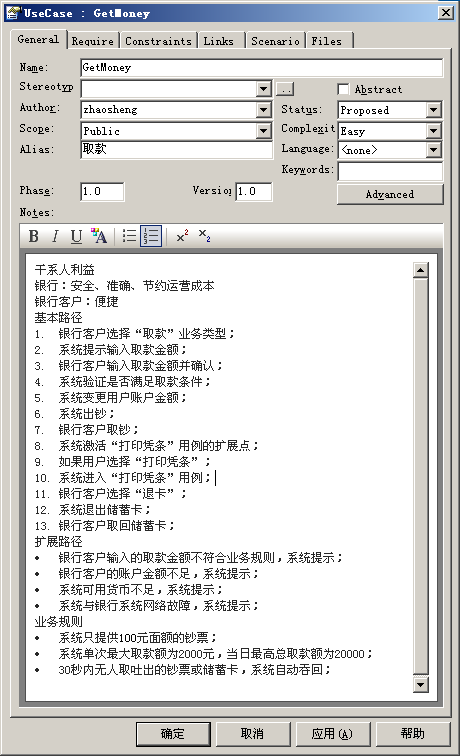 UseCase : GetMoney
General Require Constraints Links Scenario Files
Name: GetMoney
Stereotyp .. Abstract
Author: zhaosheng Status: Proposed
Scope: Public Complexit Easy
Alias: 取款 Language: <none>
Keywords:
Phase: 1.0 Version 1.0 Advanced
Notes:
B I U A x² x₂
干系人利益
银行：安全、准确、节约运营成本
银行客户：便捷
基本路径
1. 银行客户选择“取款”业务类型；
2. 系统提示输入取款金额；
3. 银行客户输入取款金额并确认；
4. 系统验证是否满足取款条件；
5. 系统变更用户账户金额；
6. 系统出钞；
7. 银行客户取钞；
8. 系统激活“打印凭条”用例的扩展点；
9. 如果用户选择“打印凭条”；
10. 系统进入“打印凭条”用例；
11. 银行客户选择“退卡”；
12. 系统退出储蓄卡；
13. 银行客户取回储蓄卡；
扩展路径
• 银行客户输入的取款金额不符合业务规则，系统提示；
• 银行客户的账户金额不足，系统提示；
• 系统可用货币不足，系统提示；
• 系统与银行系统网络故障，系统提示；
业务规则
• 系统只提供100元面额的钞票；
• 系统单次最大取款额为2000元，当日最高总取款额为20000；
• 30秒内无人取吐出的钞票或储蓄卡，系统自动吞回；
确定 取消 应用(A) 帮助